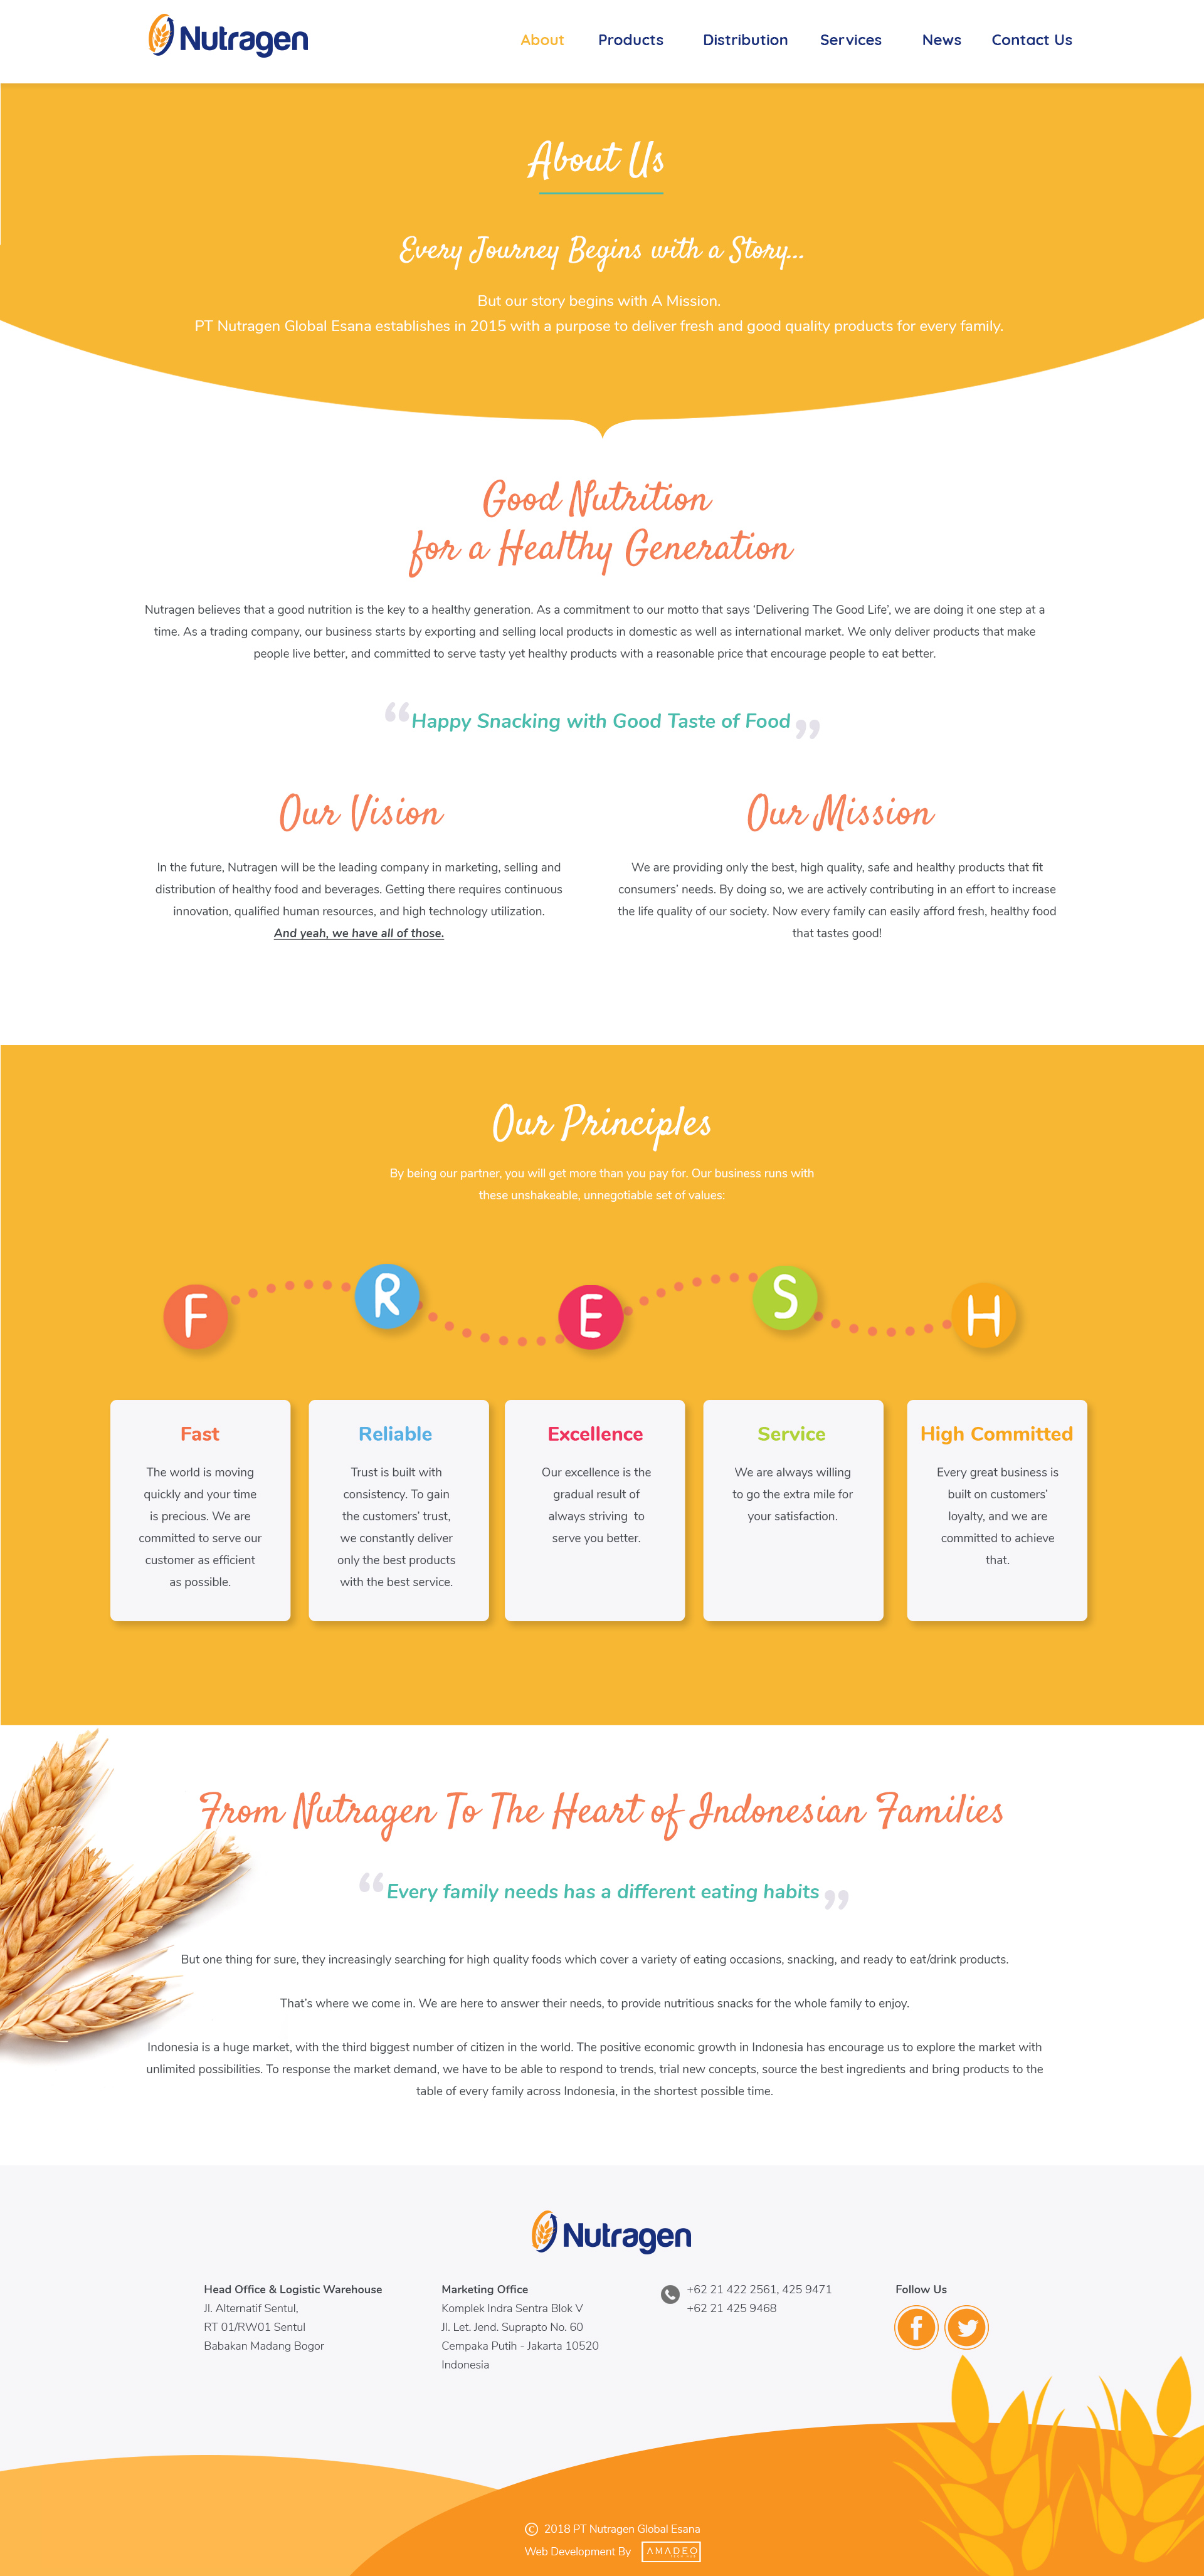 Nutragen
About Products Distribution Services News Contact Us
About Us
Every Journey Begins with a Story...
But our story begins with A Mission.
PT Nutragen Global Esana establishes in 2015 with a purpose to deliver fresh and good quality products for every family.
Good Nutrition
for a Healthy Generation
Nutragen believes that a good nutrition is the key to a healthy generation. As a commitment to our motto that says ‘Delivering The Good Life’, we are doing it one step at a
time. As a trading company, our business starts by exporting and selling local products in domestic as well as international market. We only deliver products that make
people live better, and committed to serve tasty yet healthy products with a reasonable price that encourage people to eat better.
“Happy Snacking with Good Taste of Food”
Our Vision
In the future, Nutragen will be the leading company in marketing, selling and
distribution of healthy food and beverages. Getting there requires continuous
innovation, qualified human resources, and high technology utilization.
And yeah, we have all of those.
Our Mission
We are providing only the best, high quality, safe and healthy products that fit
consumers’ needs. By doing so, we are actively contributing in an effort to increase
the life quality of our society. Now every family can easily afford fresh, healthy food
that tastes good!
Our Principles
By being our partner, you will get more than you pay for. Our business runs with
these unshakeable, unnegotiable set of values:
F R E S H
Fast
The world is moving
quickly and your time
is precious. We are
committed to serve our
customer as efficient
as possible.
Reliable
Trust is built with
consistency. To gain
the customers’ trust,
we constantly deliver
only the best products
with the best service.
Excellence
Our excellence is the
gradual result of
always striving to
serve you better.
Service
We are always willing
to go the extra mile for
your satisfaction.
High Committed
Every great business is
built on customers’
loyalty, and we are
committed to achieve
that.
From Nutragen To The Heart of Indonesian Families
“Every family needs has a different eating habits”
But one thing for sure, they increasingly searching for high quality foods which cover a variety of eating occasions, snacking, and ready to eat/drink products.
That’s where we come in. We are here to answer their needs, to provide nutritious snacks for the whole family to enjoy.
Indonesia is a huge market, with the third biggest number of citizen in the world. The positive economic growth in Indonesia has encourage us to explore the market with
unlimited possibilities. To response the market demand, we have to be able to respond to trends, trial new concepts, source the best ingredients and bring products to the
table of every family across Indonesia, in the shortest possible time.
Nutragen
Head Office & Logistic Warehouse
Jl. Alternatif Sentul,
RT 01/RW01 Sentul
Babakan Madang Bogor
Marketing Office
Komplek Indra Sentra Blok V
Jl. Let. Jend. Suprapto No. 60
Cempaka Putih - Jakarta 10520
Indonesia
+62 21 422 2561, 425 9471
+62 21 425 9468
Follow Us
© 2018 PT Nutragen Global Esana
Web Development By AMADEO